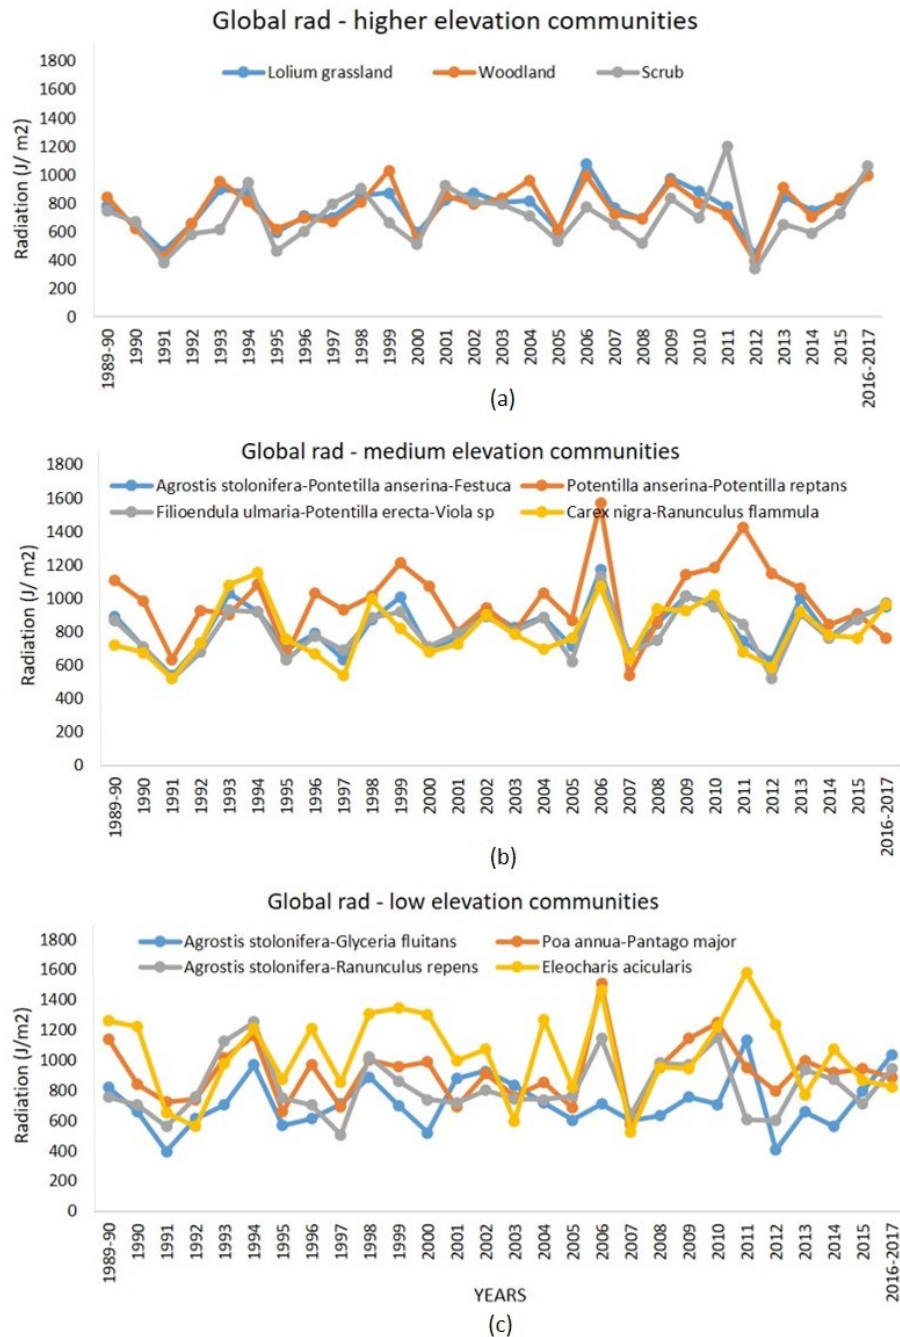 Global rad - higher elevation communities
1800
1600
1400
1200
1000
800
600
400
200
0
Radiation (J/ m2)
Lolium grassland Woodland Scrub
1989-90 1990 1991 1992 1993 1994 1995 1996 1997 1998 1999 2000 2001 2002 2003 2004 2005 2006 2007 2008 2009 2010 2011 2012 2013 2014 2015 2016-2017
(a)
Global rad - medium elevation communities
1800
1600
1400
1200
1000
800
600
400
200
0
Radiation (J/ m2)
Agrostis stolonifera-Pontetilla anserina-Festuca Potentilla anserina-Potentilla reptans
Filioendula ulmaria-Potentilla erecta-Viola sp Carex nigra-Ranunculus flammula
1989-90 1990 1991 1992 1993 1994 1995 1996 1997 1998 1999 2000 2001 2002 2003 2004 2005 2006 2007 2008 2009 2010 2011 2012 2013 2014 2015 2016-2017
(b)
Global rad - low elevation communities
1800
1600
1400
1200
1000
800
600
400
200
0
Radiation (J/m2)
Agrostis stolonifera-Glyceria fluitans Poa annua-Pantago major
Agrostis stolonifera-Ranunculus repens Eleocharis acicularis
1989-90 1990 1991 1992 1993 1994 1995 1996 1997 1998 1999 2000 2001 2002 2003 2004 2005 2006 2007 2008 2009 2010 2011 2012 2013 2014 2015 2016-2017
YEARS
(c)